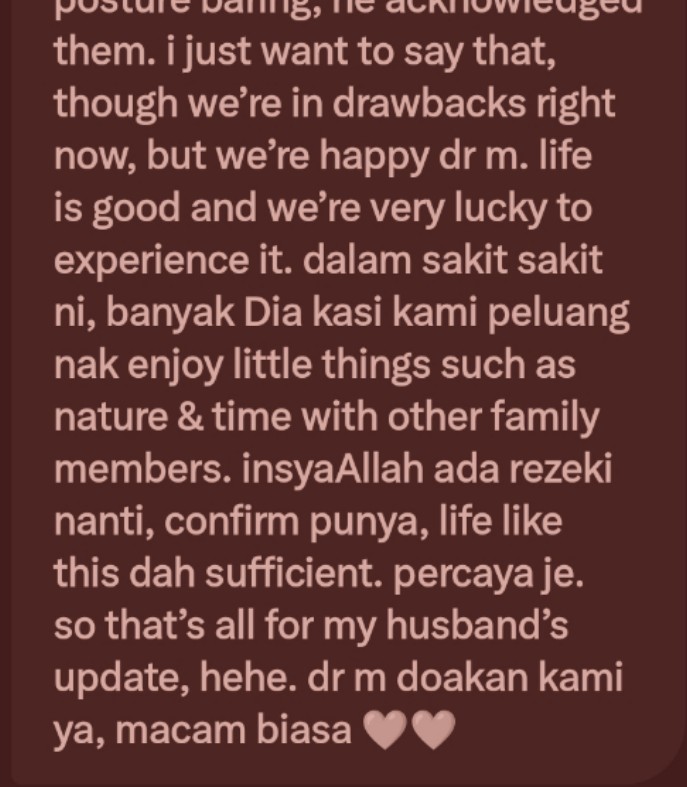 posture baring, he acknowledged
them. i just want to say that,
though we’re in drawbacks right
now, but we’re happy dr m. life
is good and we’re very lucky to
experience it. dalam sakit sakit
ni, banyak Dia kasi kami peluang
nak enjoy little things such as
nature & time with other family
members. insyaAllah ada rezeki
nanti, confirm punya, life like
this dah sufficient. percaya je.
so that’s all for my husband’s
update, hehe. dr m doakan kami
ya, macam biasa 🩷🩷